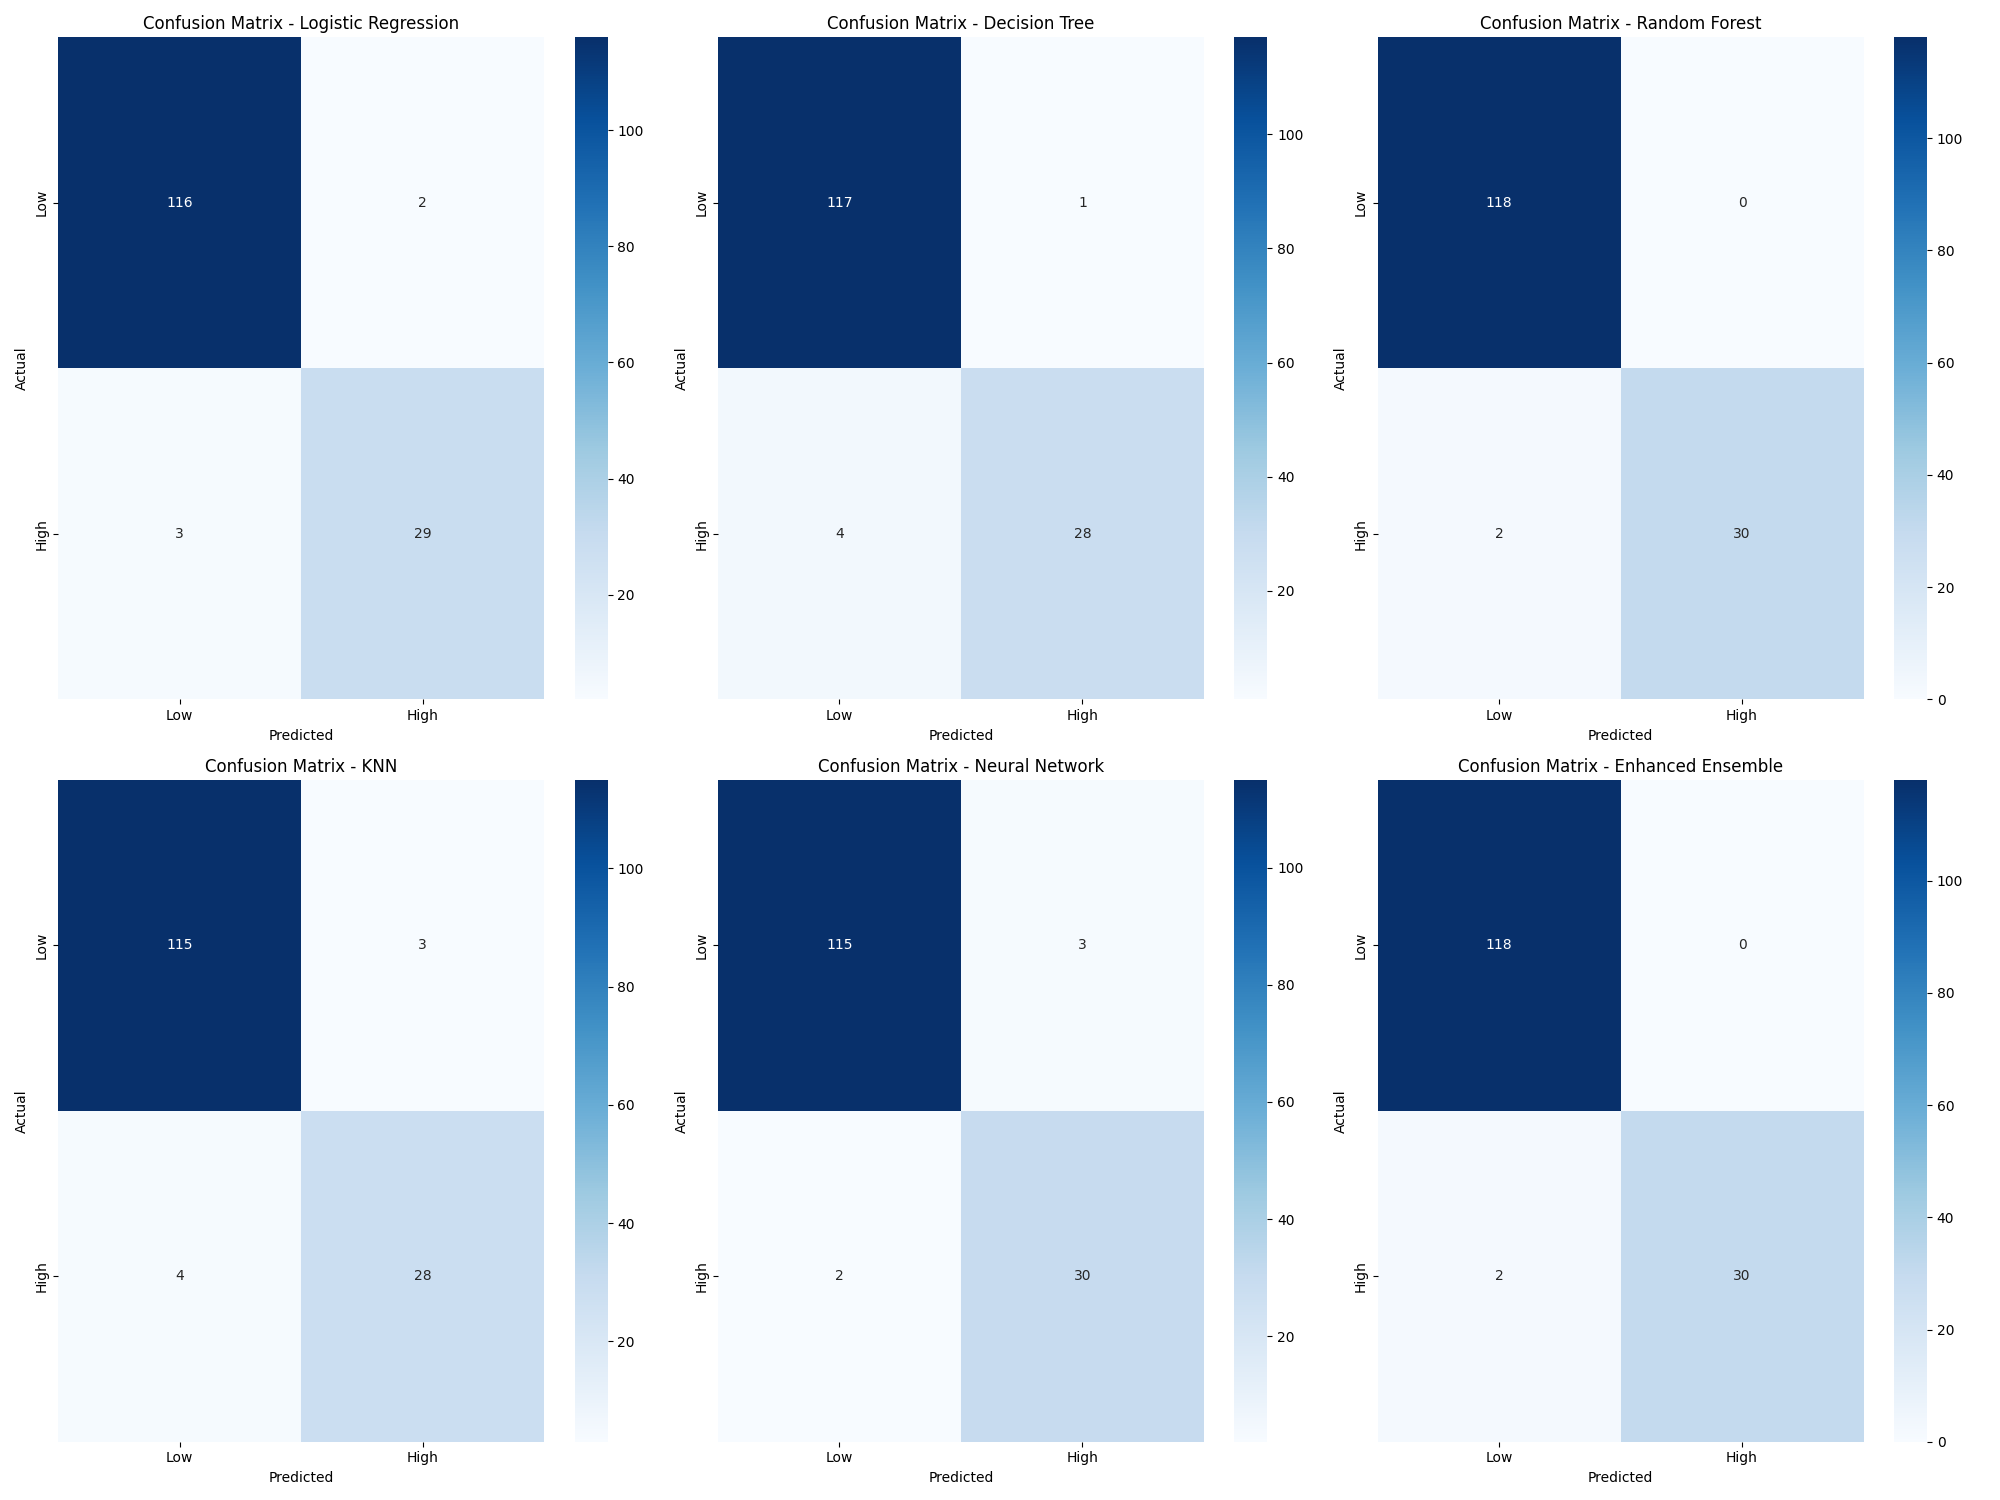 Confusion Matrix - Logistic Regression
Actual
Low
High
116
2
3
29
Low
High
Predicted
100
80
60
40
20
Confusion Matrix - Decision Tree
Actual
Low
High
117
1
4
28
Low
High
Predicted
100
80
60
40
20
Confusion Matrix - Random Forest
Actual
Low
High
118
0
2
30
Low
High
Predicted
100
80
60
40
20
0
Confusion Matrix - KNN
Actual
Low
High
115
3
4
28
Low
High
Predicted
100
80
60
40
20
Confusion Matrix - Neural Network
Actual
Low
High
115
3
2
30
Low
High
Predicted
100
80
60
40
20
Confusion Matrix - Enhanced Ensemble
Actual
Low
High
118
0
2
30
Low
High
Predicted
100
80
60
40
20
0